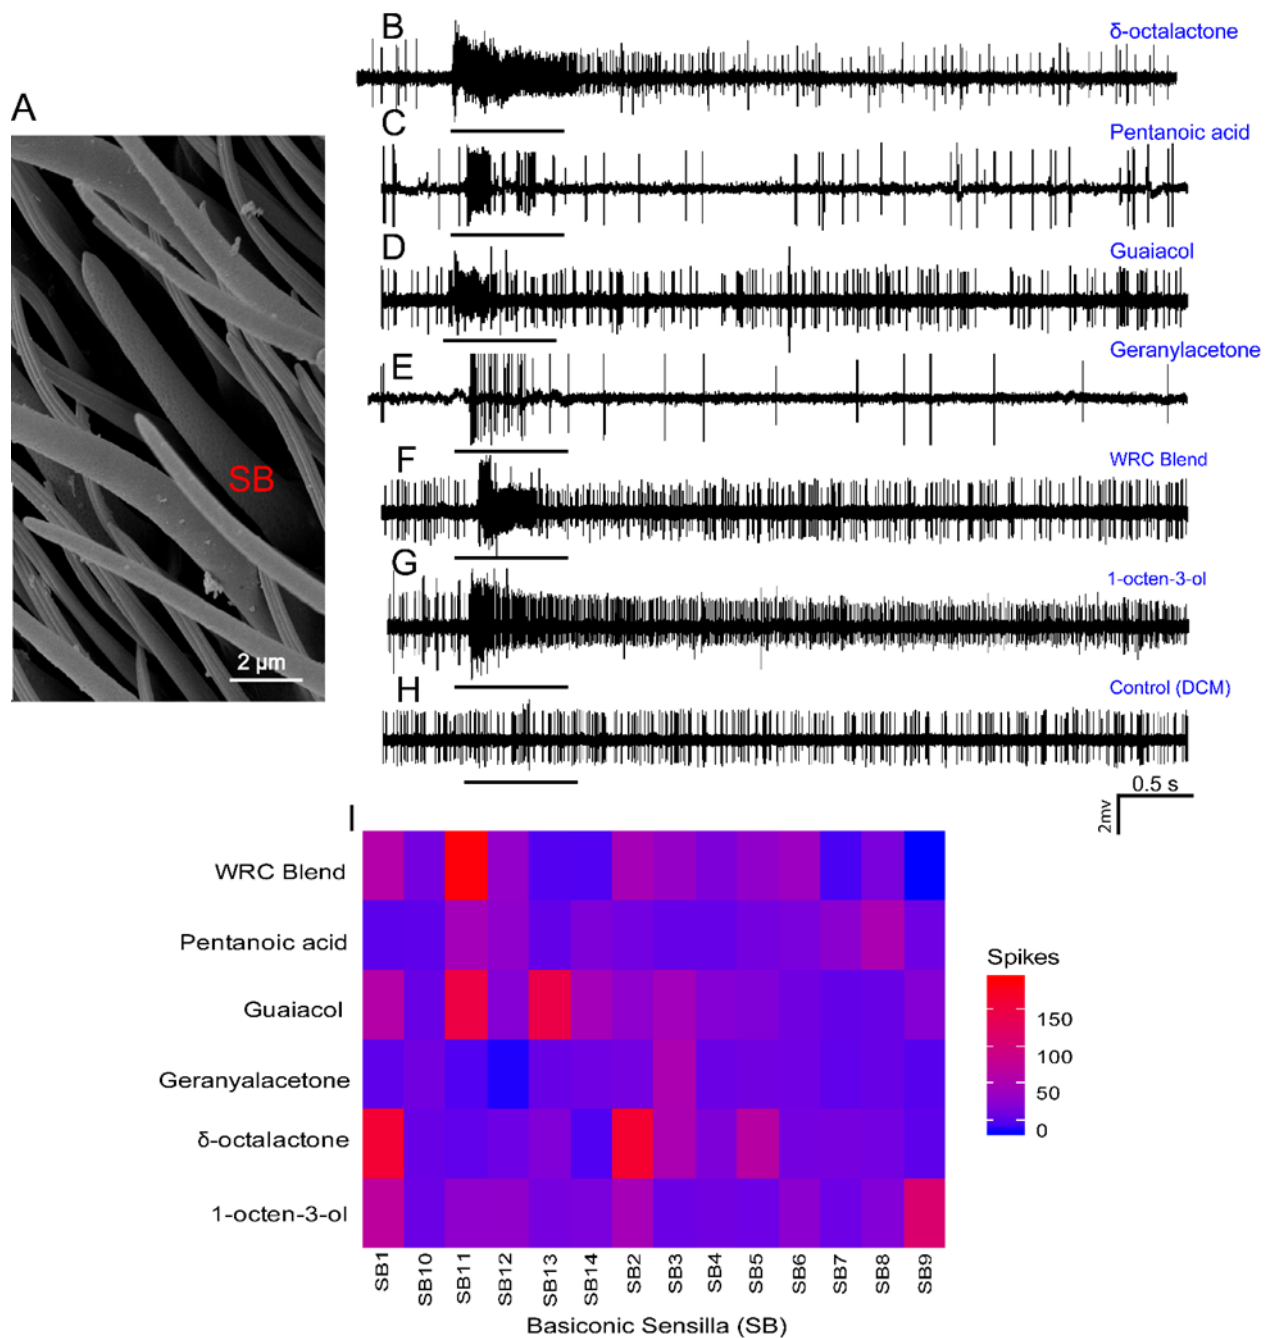 A
SB
2 µm
B
δ-octalactone
C
Pentanoic acid
D
Guaiacol
E
Geranylacetone
F
WRC Blend
G
1-octen-3-ol
H
Control (DCM)
0.5 s
2mv
I
WRC Blend
Pentanoic acid
Guaiacol
Geranyalacetone
δ-octalactone
1-octen-3-ol
Spikes
150
100
50
0
SB1 SB10 SB11 SB12 SB13 SB14 SB2 SB3 SB4 SB5 SB6 SB7 SB8 SB9
Basiconic Sensilla (SB)